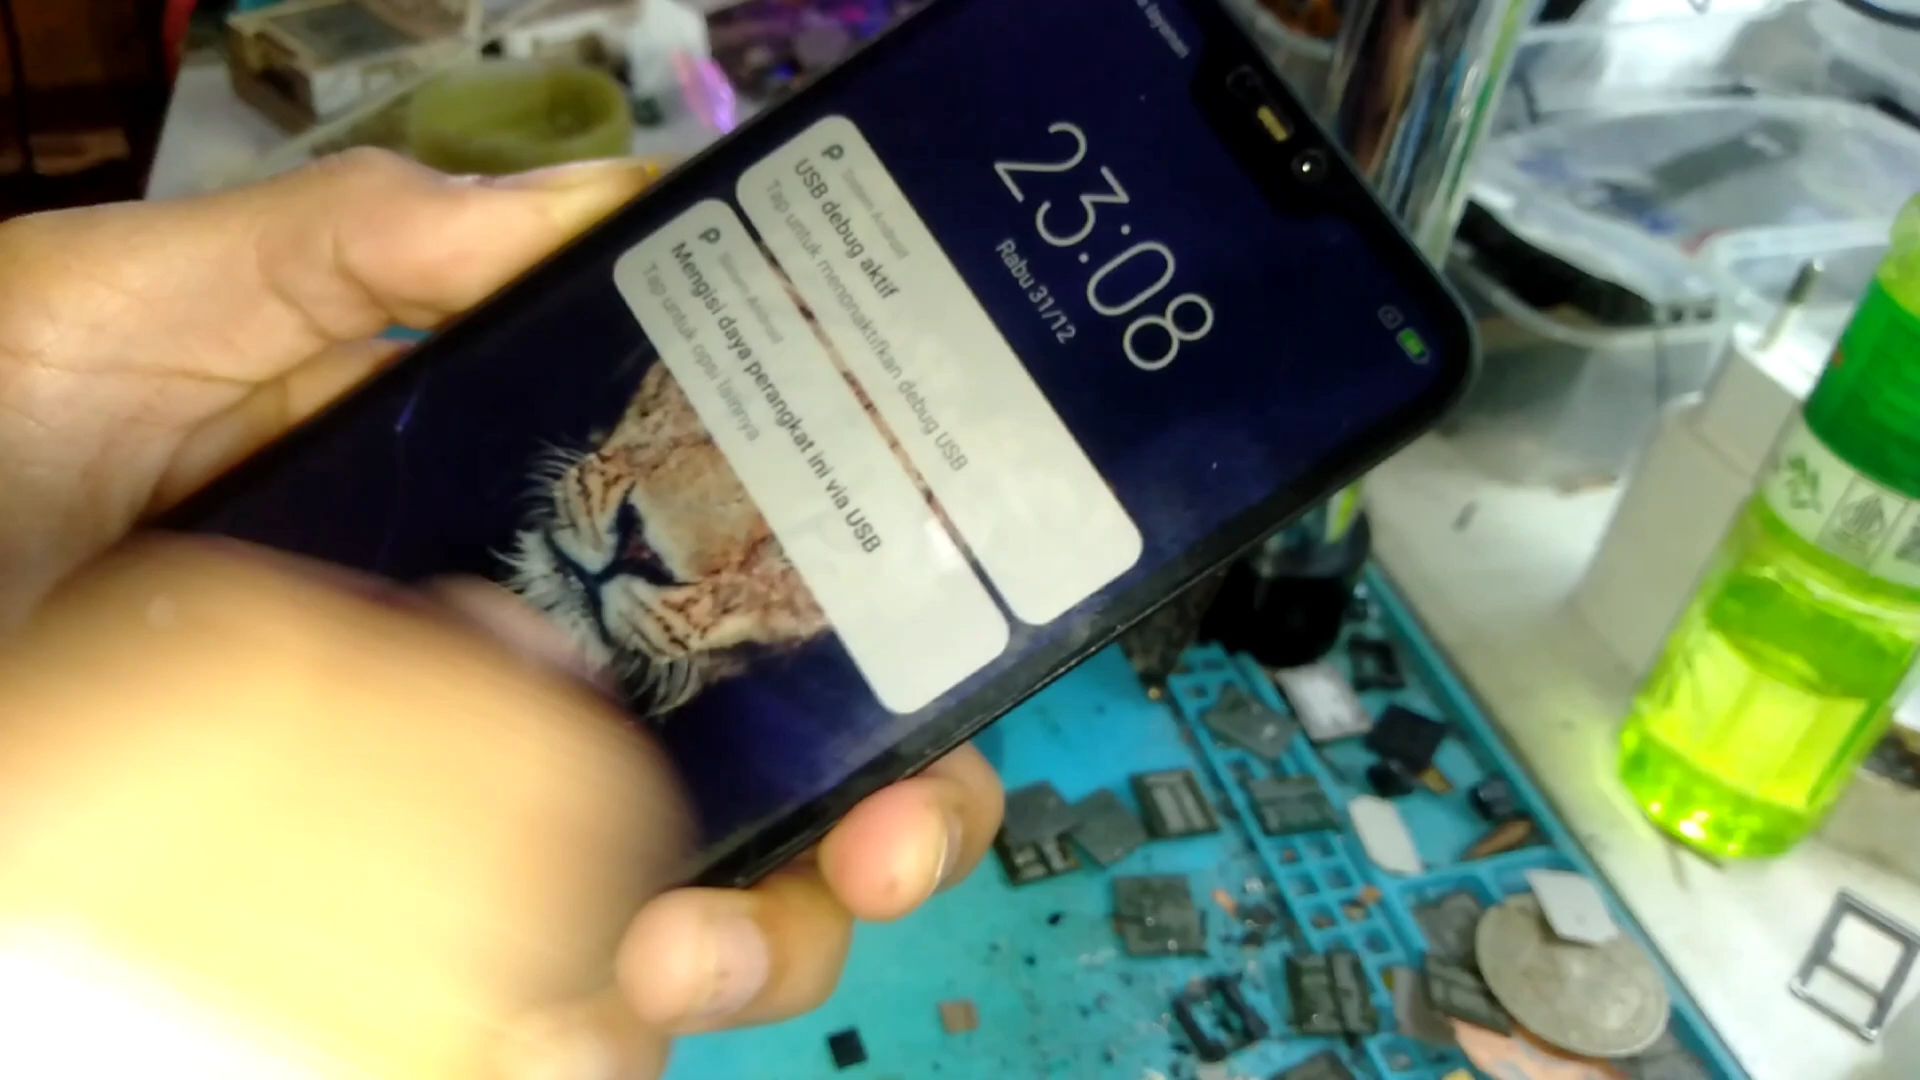 23:08
Rabu 31/12
Sistem Android
USB debug aktif
Tap untuk menonaktifkan debug USB
Sistem Android
Mengisi daya perangkat ini via USB
Tap untuk opsi lainnya